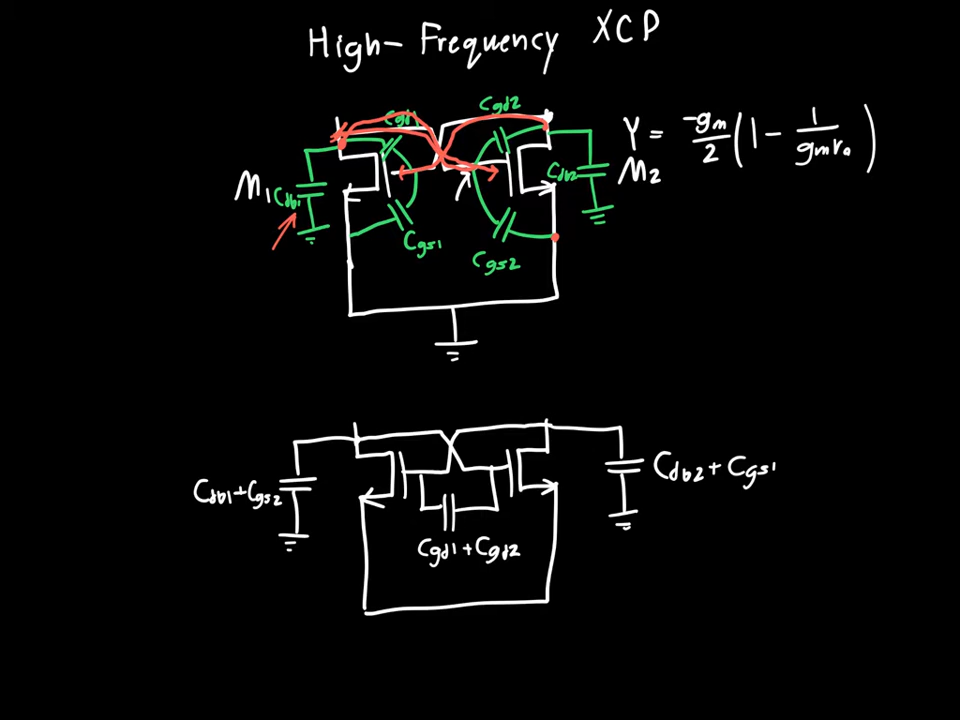 High-Frequency XCP
Cgd1 Cgd2
Y = -gm/2 (1 - 1/gmro)
M1 Cdb1 Cdb2 M2
Cgs1 Cgs2
Cdb1+Cgs2 Cdb2+Cgs1
Cgd1+Cgd2